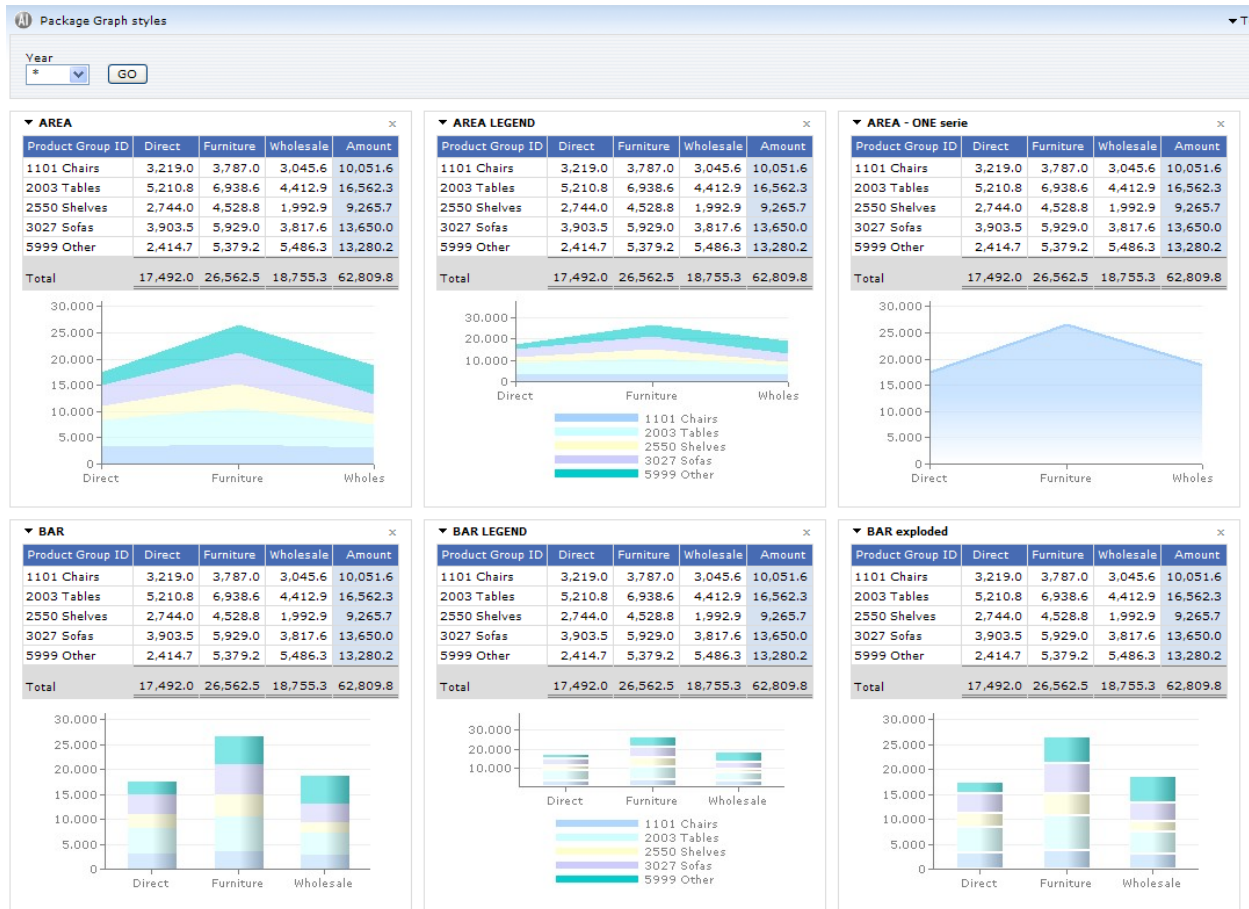 AI Package Graph styles
T
Year
*
GO
AREA x
Product Group ID Direct Furniture Wholesale Amount
1101 Chairs 3,219.0 3,787.0 3,045.6 10,051.6
2003 Tables 5,210.8 6,938.6 4,412.9 16,562.3
2550 Shelves 2,744.0 4,528.8 1,992.9 9,265.7
3027 Sofas 3,903.5 5,929.0 3,817.6 13,650.0
5999 Other 2,414.7 5,379.2 5,486.3 13,280.2
Total 17,492.0 26,562.5 18,755.3 62,809.8
30.000
25.000
20.000
15.000
10.000
5.000
0
Direct Furniture Wholes
AREA LEGEND x
Product Group ID Direct Furniture Wholesale Amount
1101 Chairs 3,219.0 3,787.0 3,045.6 10,051.6
2003 Tables 5,210.8 6,938.6 4,412.9 16,562.3
2550 Shelves 2,744.0 4,528.8 1,992.9 9,265.7
3027 Sofas 3,903.5 5,929.0 3,817.6 13,650.0
5999 Other 2,414.7 5,379.2 5,486.3 13,280.2
Total 17,492.0 26,562.5 18,755.3 62,809.8
30.000
20.000
10.000
0
Direct Furniture Wholes
1101 Chairs
2003 Tables
2550 Shelves
3027 Sofas
5999 Other
AREA - ONE serie x
Product Group ID Direct Furniture Wholesale Amount
1101 Chairs 3,219.0 3,787.0 3,045.6 10,051.6
2003 Tables 5,210.8 6,938.6 4,412.9 16,562.3
2550 Shelves 2,744.0 4,528.8 1,992.9 9,265.7
3027 Sofas 3,903.5 5,929.0 3,817.6 13,650.0
5999 Other 2,414.7 5,379.2 5,486.3 13,280.2
Total 17,492.0 26,562.5 18,755.3 62,809.8
30.000
25.000
20.000
15.000
10.000
5.000
0
Direct Furniture Wholes
BAR x
Product Group ID Direct Furniture Wholesale Amount
1101 Chairs 3,219.0 3,787.0 3,045.6 10,051.6
2003 Tables 5,210.8 6,938.6 4,412.9 16,562.3
2550 Shelves 2,744.0 4,528.8 1,992.9 9,265.7
3027 Sofas 3,903.5 5,929.0 3,817.6 13,650.0
5999 Other 2,414.7 5,379.2 5,486.3 13,280.2
Total 17,492.0 26,562.5 18,755.3 62,809.8
30.000
25.000
20.000
15.000
10.000
5.000
0
Direct Furniture Wholesale
BAR LEGEND x
Product Group ID Direct Furniture Wholesale Amount
1101 Chairs 3,219.0 3,787.0 3,045.6 10,051.6
2003 Tables 5,210.8 6,938.6 4,412.9 16,562.3
2550 Shelves 2,744.0 4,528.8 1,992.9 9,265.7
3027 Sofas 3,903.5 5,929.0 3,817.6 13,650.0
5999 Other 2,414.7 5,379.2 5,486.3 13,280.2
Total 17,492.0 26,562.5 18,755.3 62,809.8
30.000
20.000
10.000
Direct Furniture Wholesale
1101 Chairs
2003 Tables
2550 Shelves
3027 Sofas
5999 Other
BAR exploded x
Product Group ID Direct Furniture Wholesale Amount
1101 Chairs 3,219.0 3,787.0 3,045.6 10,051.6
2003 Tables 5,210.8 6,938.6 4,412.9 16,562.3
2550 Shelves 2,744.0 4,528.8 1,992.9 9,265.7
3027 Sofas 3,903.5 5,929.0 3,817.6 13,650.0
5999 Other 2,414.7 5,379.2 5,486.3 13,280.2
Total 17,492.0 26,562.5 18,755.3 62,809.8
30.000
25.000
20.000
15.000
10.000
5.000
0
Direct Furniture Wholesale